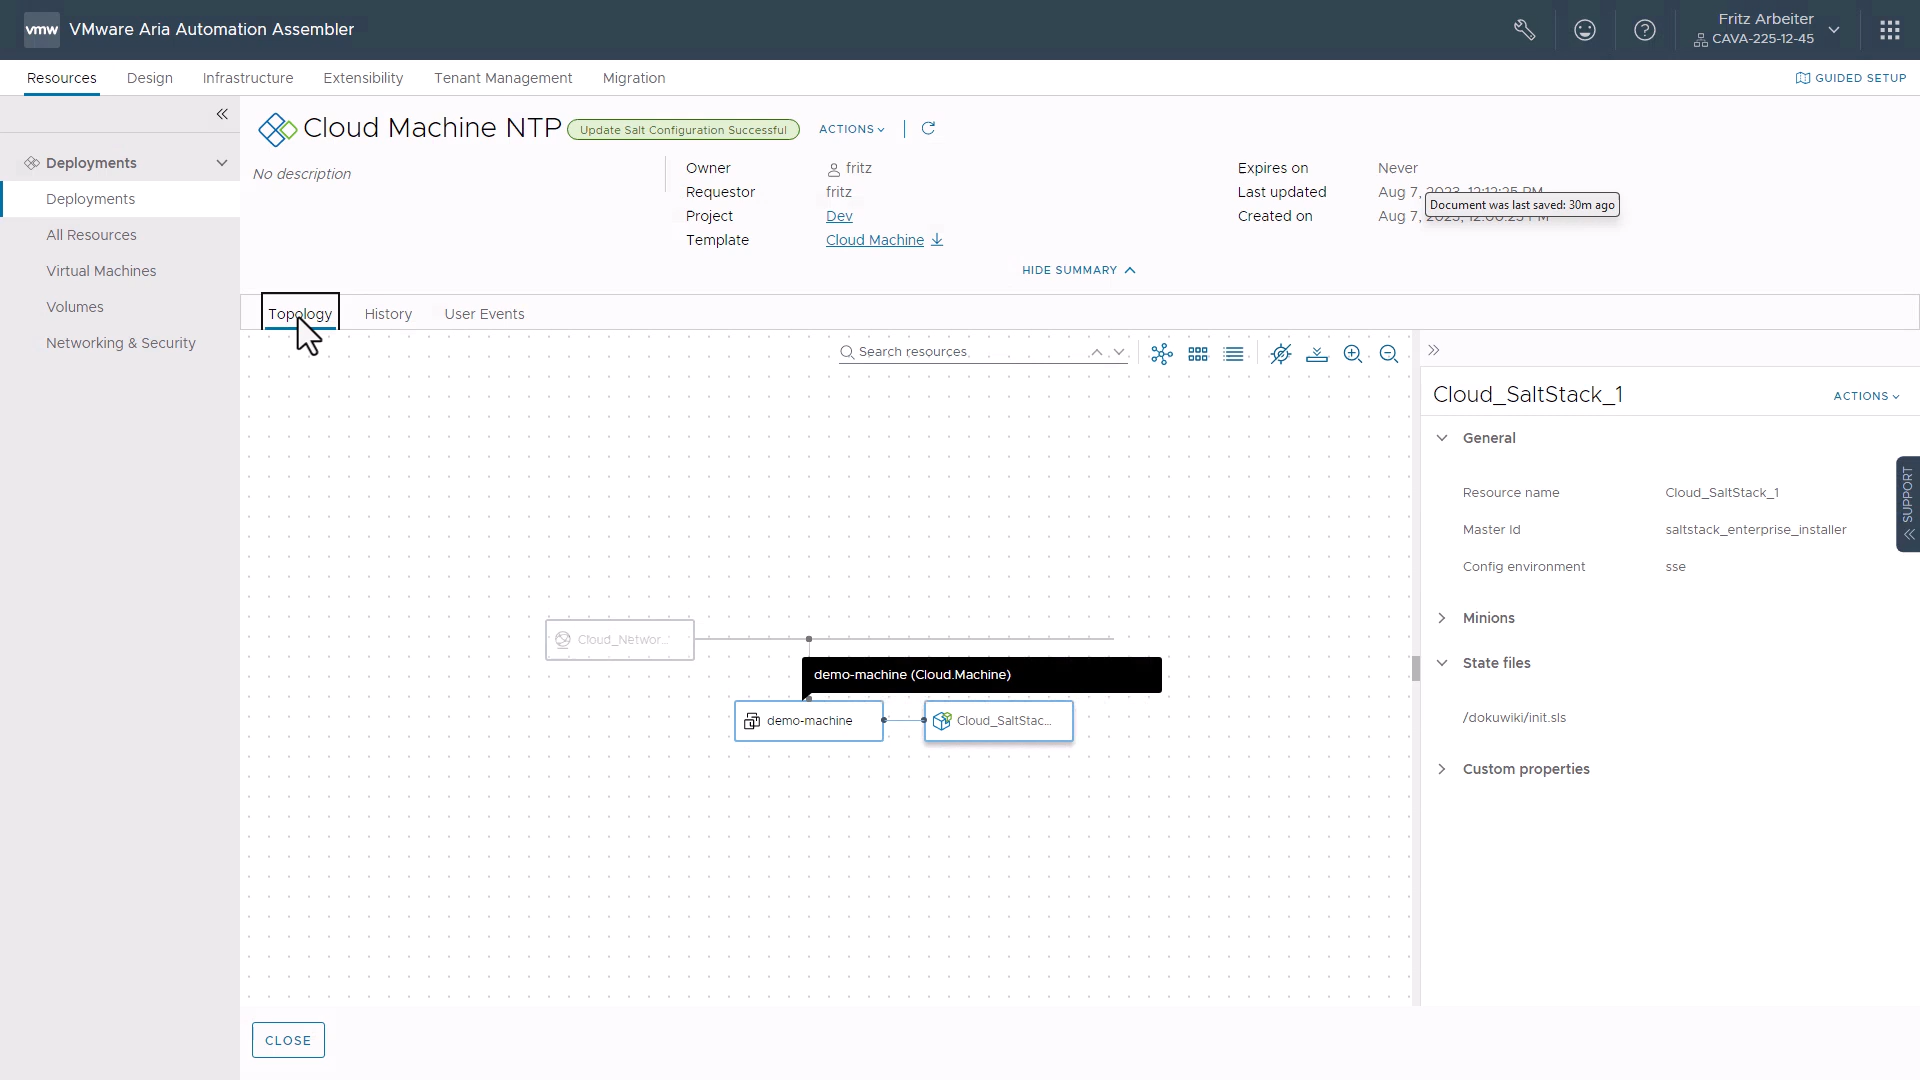 vmw VMware Aria Automation Assembler
Fritz Arbeiter
CAVA-225-12-45
Resources Design Infrastructure Extensibility Tenant Management Migration
GUIDED SETUP
Deployments
Deployments
All Resources
Virtual Machines
Volumes
Networking & Security
Cloud Machine NTP Update Salt Configuration Successful ACTIONS
No description
Owner fritz
Requestor fritz
Project Dev
Template Cloud Machine
Expires on Never
Last updated Aug 7, 2023, 12:12:25 PM
Document was last saved: 30m ago
Created on Aug 7,
HIDE SUMMARY
Topology History User Events
Search resources
Cloud_Networ...
demo-machine (Cloud.Machine)
demo-machine
Cloud_SaltStac...
Cloud_SaltStack_1 ACTIONS
General
Resource name Cloud_SaltStack_1
Master Id saltstack_enterprise_installer
Config environment sse
Minions
State files
/dokuwiki/init.sls
Custom properties
SUPPORT
CLOSE